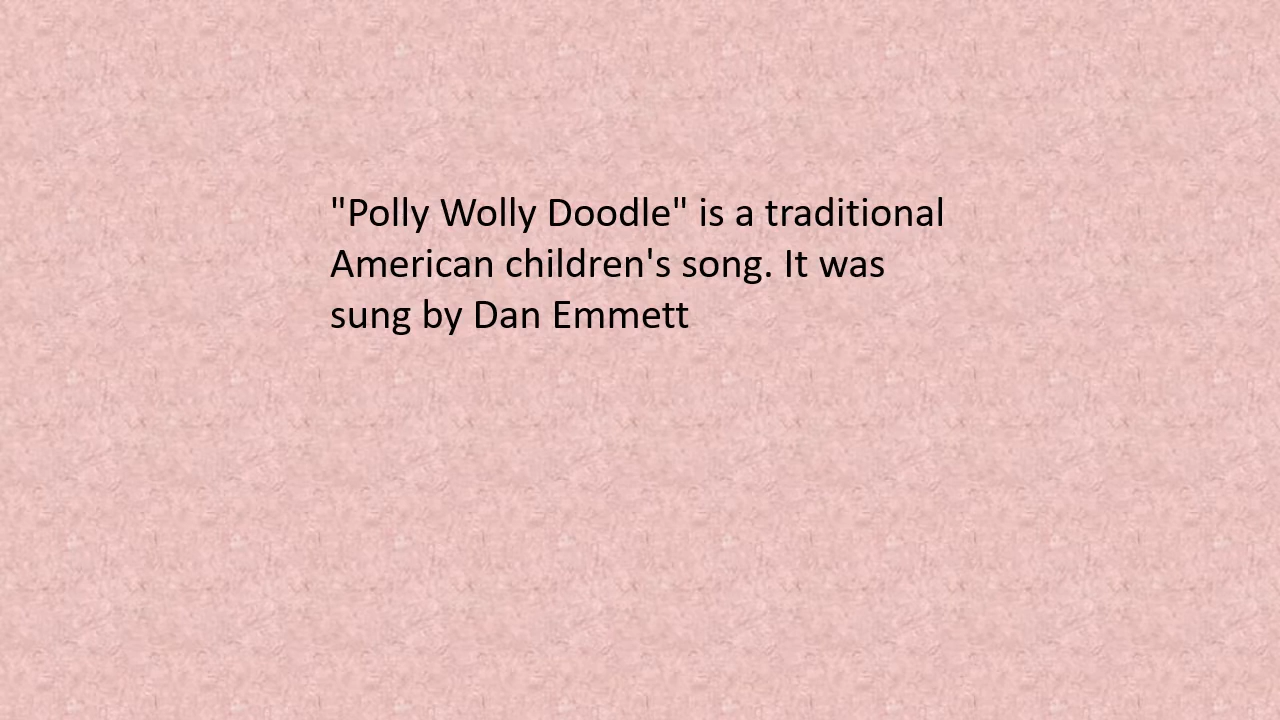 "Polly Wolly Doodle" is a traditional
American children's song. It was
sung by Dan Emmett